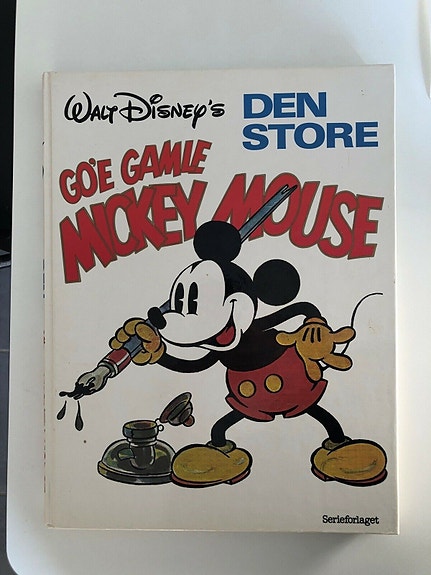 WALT DISNEY'S DEN
STORE
GO'E GAMLE
MICKEY MOUSE
Serieforlaget